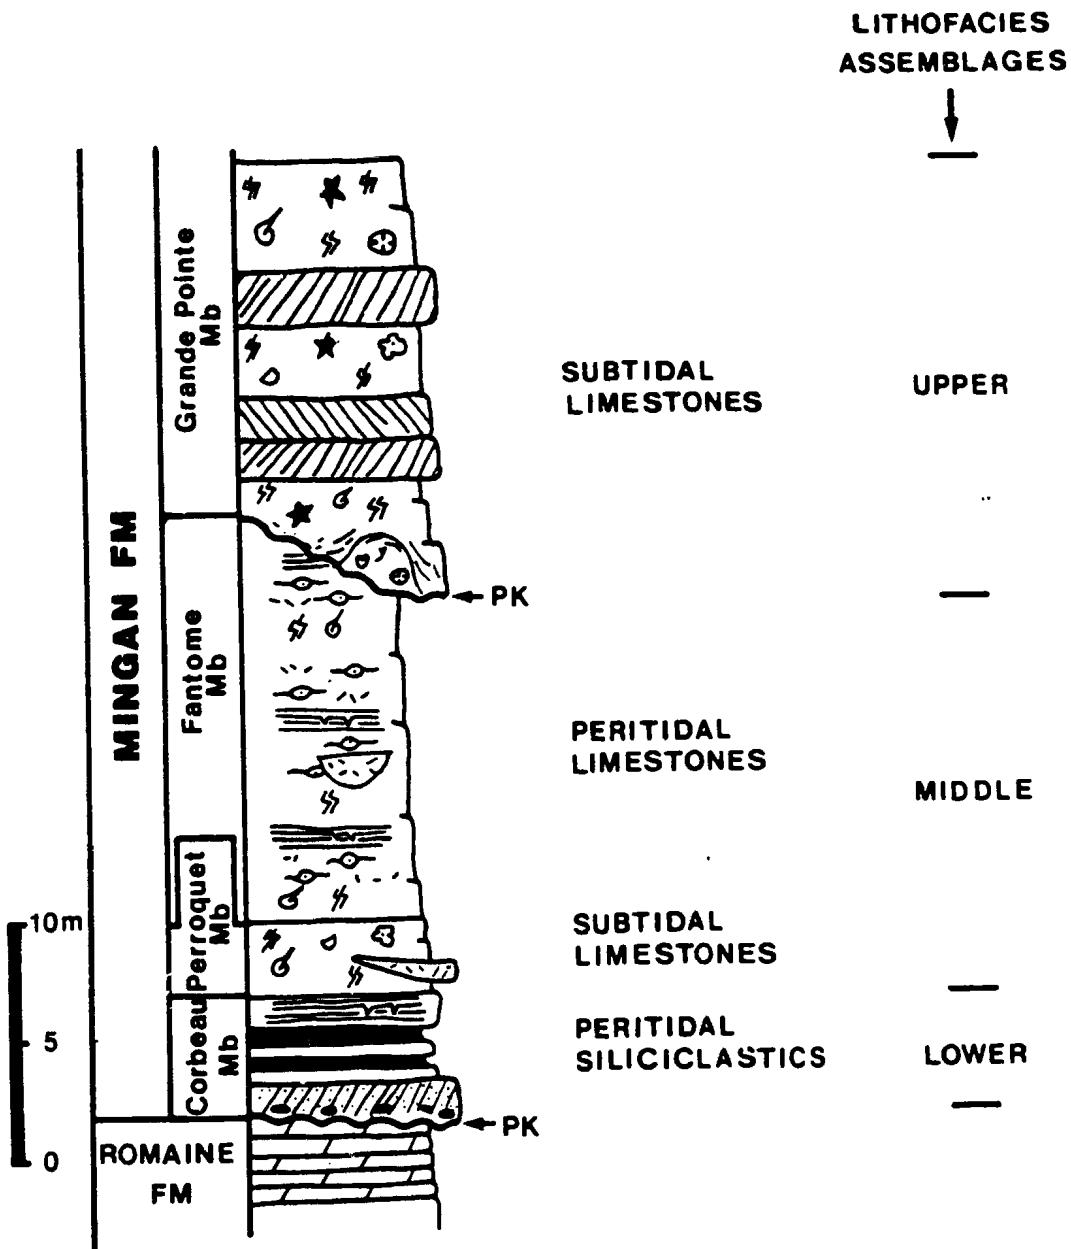 LITHOFACIES
ASSEMBLAGES
Grande Pointe
Mb
SUBTIDAL
LIMESTONES
UPPER
PK
MINGAN FM
Fantome
Mb
PERITIDAL
LIMESTONES
MIDDLE
Perroquet
Mb
10m
SUBTIDAL
LIMESTONES
Corbeau
Mb
5
PERITIDAL
SILICICLASTICS
LOWER
PK
0
ROMAINE
FM